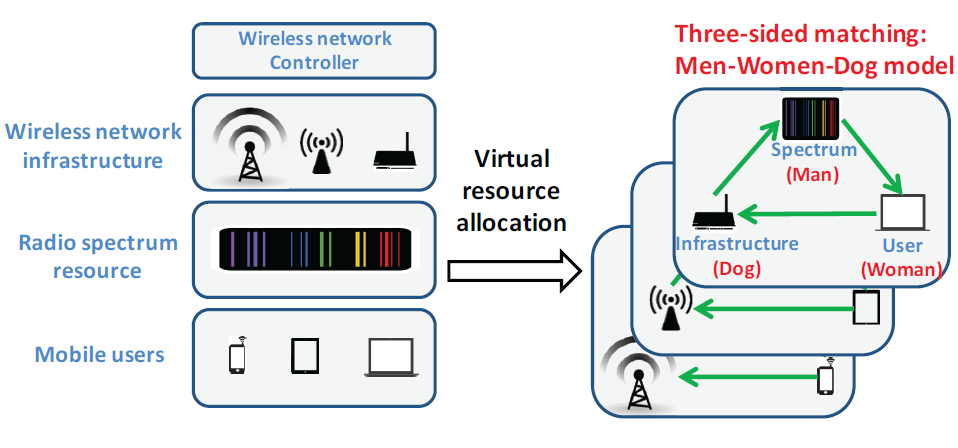 Wireless network
Controller
Wireless network
infrastructure
Radio spectrum
resource
Mobile users
Virtual
resource
allocation
Three-sided matching:
Men-Women-Dog model
Spectrum
(Man)
Infrastructure
(Dog)
User
(Woman)